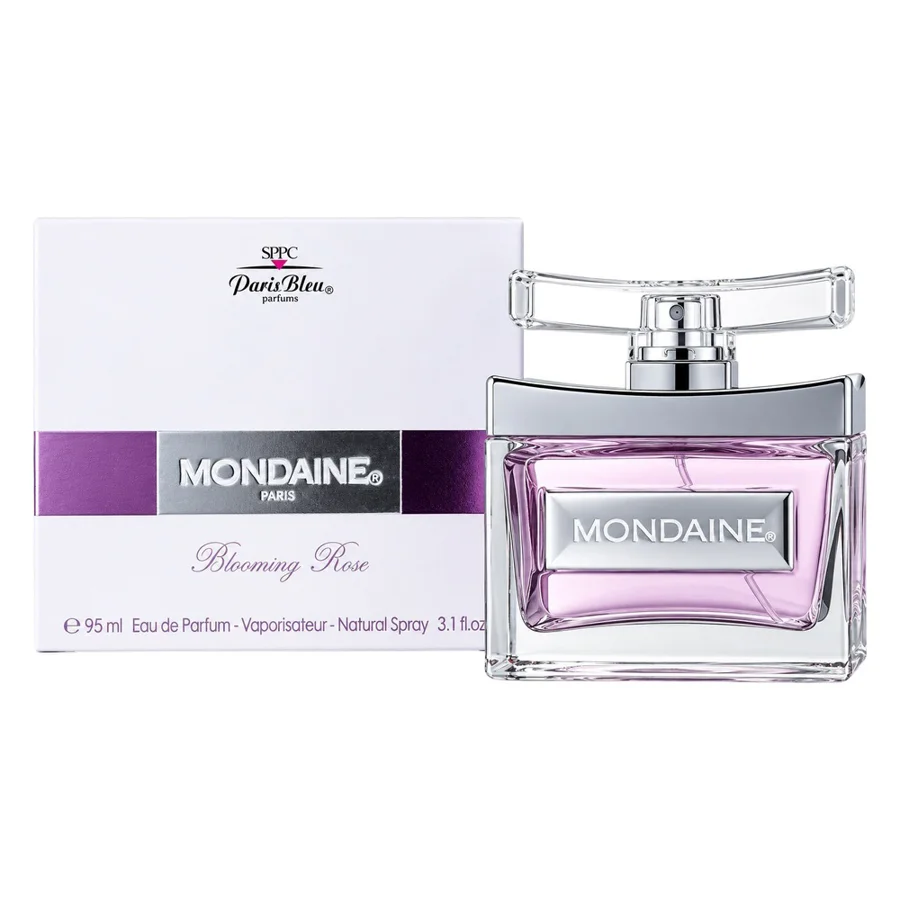 SPPC
Paris Bleu®
parfums
MONDAINE®
PARIS
Blooming Rose
℮ 95 ml Eau de Parfum - Vaporisateur - Natural Spray 3.1 fl.oz
MONDAINE®